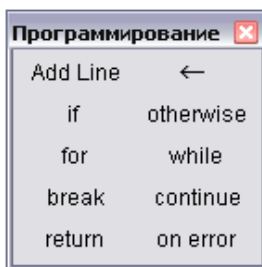 Программирование
Add Line ←
if otherwise
for while
break continue
return on error